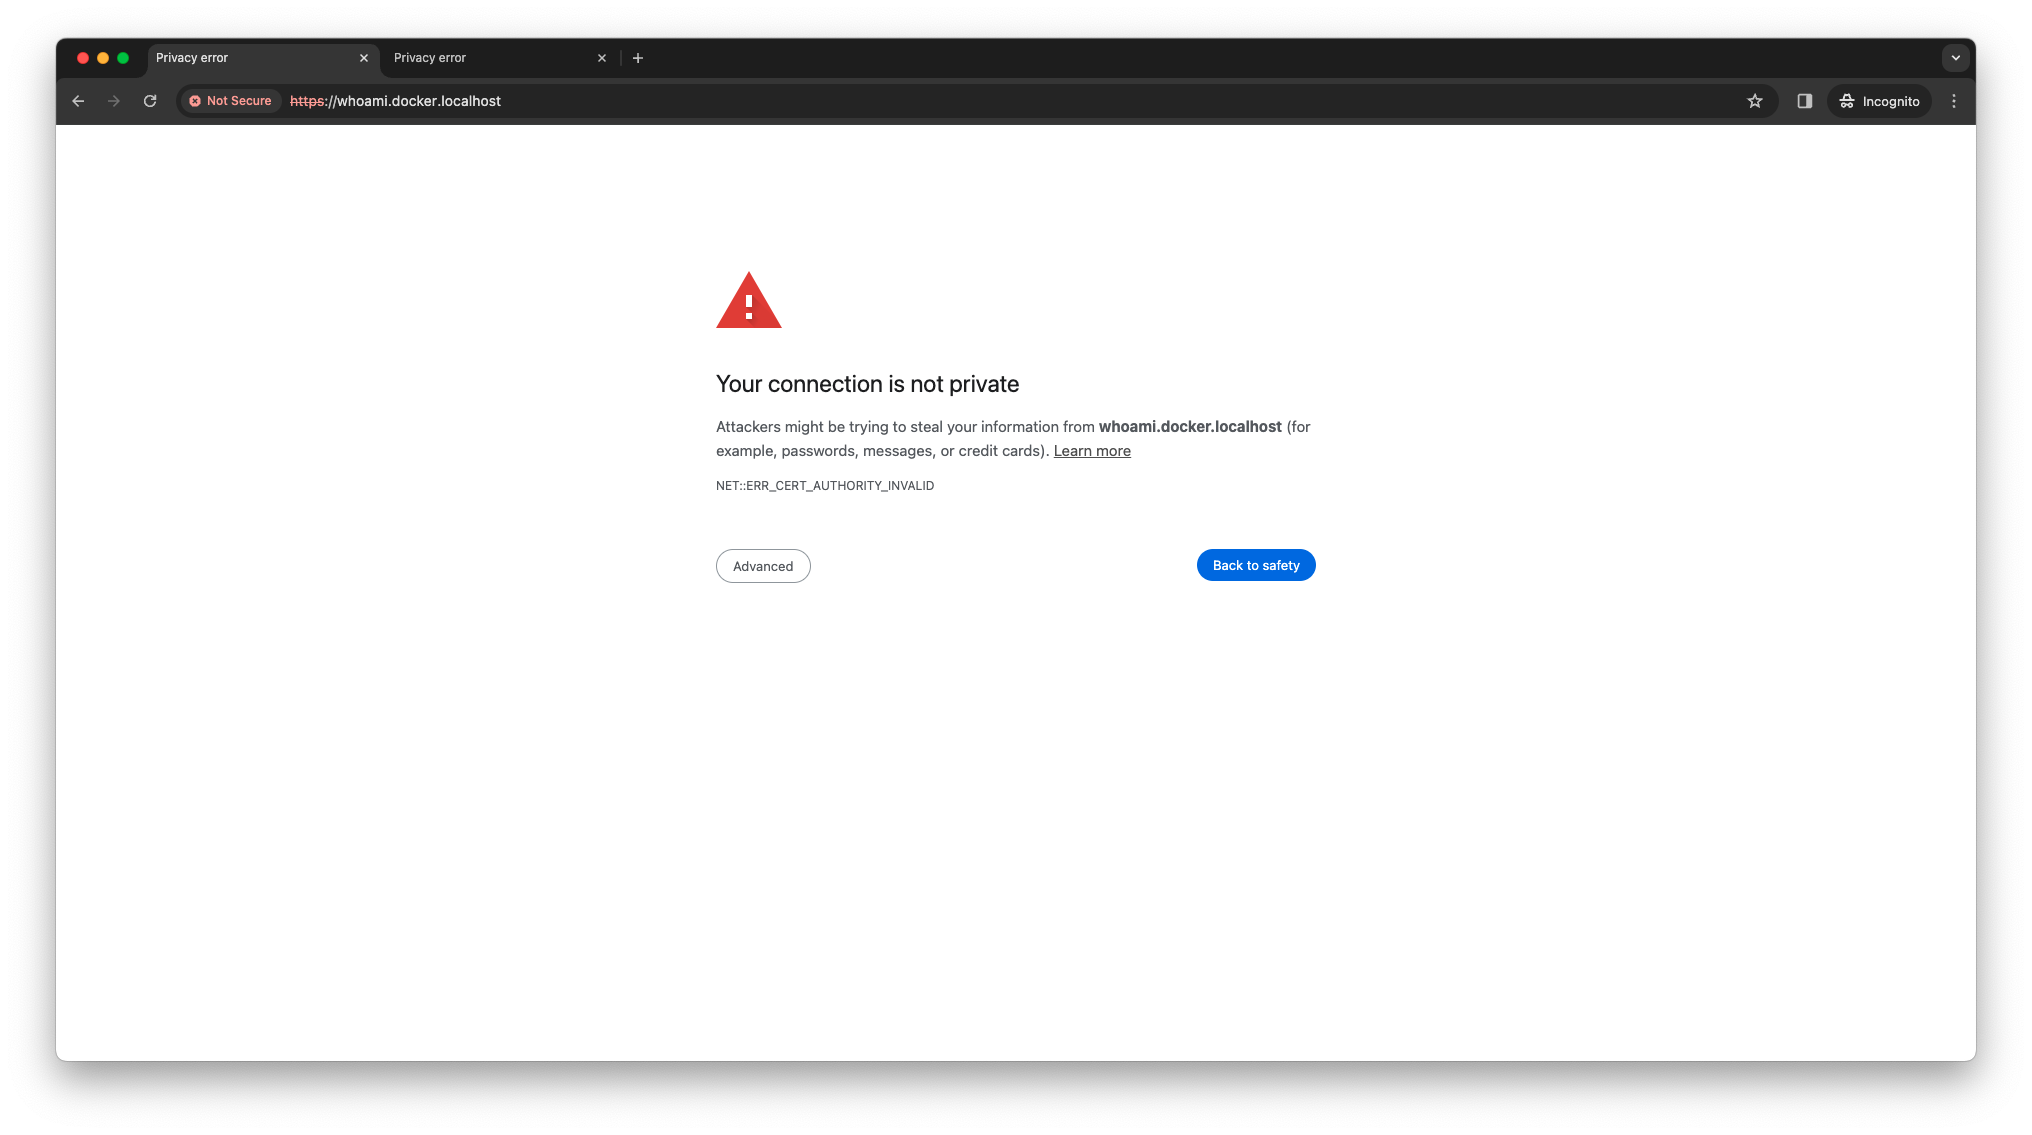 Privacy error
Privacy error
Not Secure https://whoami.docker.localhost
Incognito
Your connection is not private
Attackers might be trying to steal your information from whoami.docker.localhost (for
example, passwords, messages, or credit cards). Learn more
NET::ERR_CERT_AUTHORITY_INVALID
Advanced
Back to safety